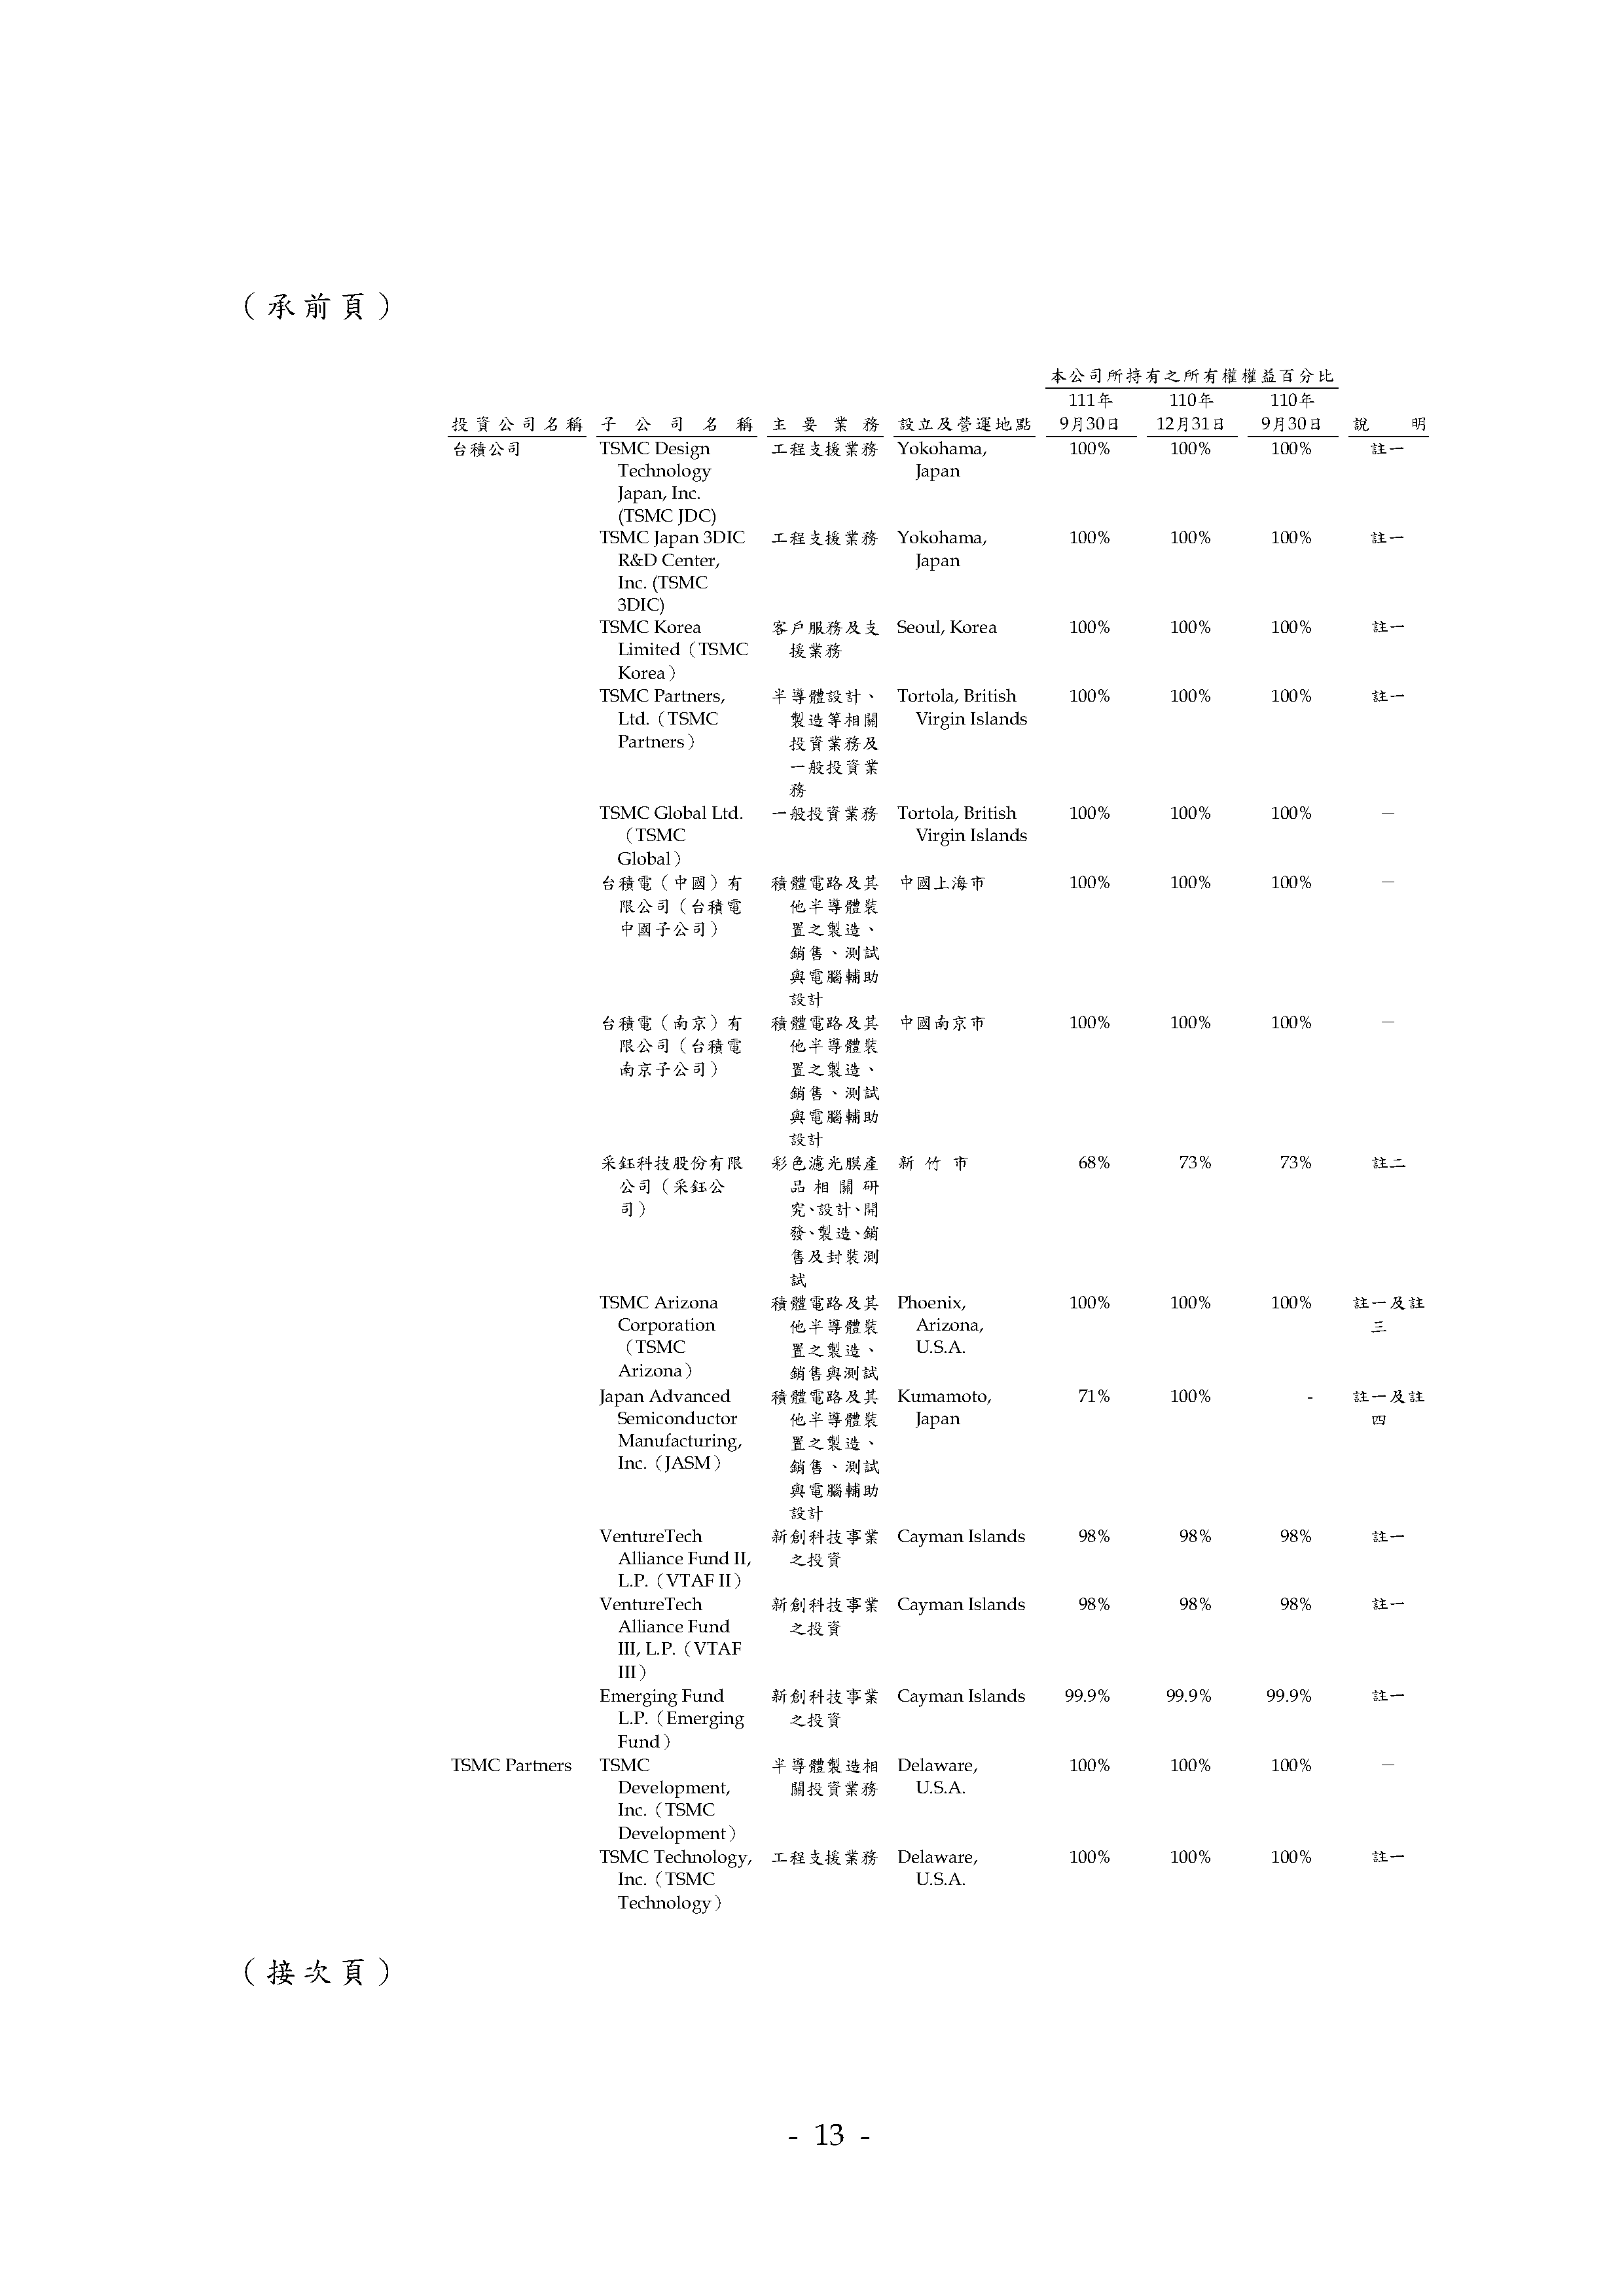 （承前頁）
本公司所持有之所有權權益百分比
111年 110年 110年
投資公司名稱 子公司名稱 主要業務 設立及營運地點 9月30日 12月31日 9月30日 說明
台積公司 TSMC Design 工程支援業務 Yokohama, 100% 100% 100% 註一
Technology Japan
Japan, Inc.
(TSMC JDC)
TSMC Japan 3DIC 工程支援業務 Yokohama, 100% 100% 100% 註一
R&D Center, Japan
Inc. (TSMC
3DIC)
TSMC Korea 客戶服務及支 Seoul, Korea 100% 100% 100% 註一
Limited（TSMC 援業務
Korea）
TSMC Partners, 半導體設計、 Tortola, British 100% 100% 100% 註一
Ltd.（TSMC 製造等相關 Virgin Islands
Partners） 投資業務及
一般投資業
務
TSMC Global Ltd. 一般投資業務 Tortola, British 100% 100% 100% －
（TSMC Virgin Islands
Global）
台積電（中國）有 積體電路及其 中國上海市 100% 100% 100% －
限公司（台積電 他半導體裝
中國子公司） 置之製造、
銷售、測試
與電腦輔助
設計
台積電（南京）有 積體電路及其 中國南京市 100% 100% 100% －
限公司（台積電 他半導體裝
南京子公司） 置之製造、
銷售、測試
與電腦輔助
設計
采鈺科技股份有限 彩色濾光膜產 新竹市 68% 73% 73% 註二
公司（采鈺公 品相關研
司） 究、設計、開
發、製造、銷
售及封裝測
試
TSMC Arizona 積體電路及其 Phoenix, 100% 100% 100% 註一及註
Corporation 他半導體裝 Arizona, 三
（TSMC 置之製造、 U.S.A.
Arizona） 銷售與測試
Japan Advanced 積體電路及其 Kumamoto, 71% 100% - 註一及註
Semiconductor 他半導體裝 Japan 四
Manufacturing, 置之製造、
Inc.（JASM） 銷售、測試
與電腦輔助
設計
VentureTech 新創科技事業 Cayman Islands 98% 98% 98% 註一
Alliance Fund II, 之投資
L.P.（VTAF II）
VentureTech 新創科技事業 Cayman Islands 98% 98% 98% 註一
Alliance Fund 之投資
III, L.P.（VTAF
III）
Emerging Fund 新創科技事業 Cayman Islands 99.9% 99.9% 99.9% 註一
L.P.（Emerging 之投資
Fund）
TSMC Partners TSMC 半導體製造相 Delaware, 100% 100% 100% －
Development, 關投資業務 U.S.A.
Inc.（TSMC
Development）
TSMC Technology, 工程支援業務 Delaware, 100% 100% 100% 註一
Inc.（TSMC U.S.A.
Technology）
（接次頁）
- 13 -